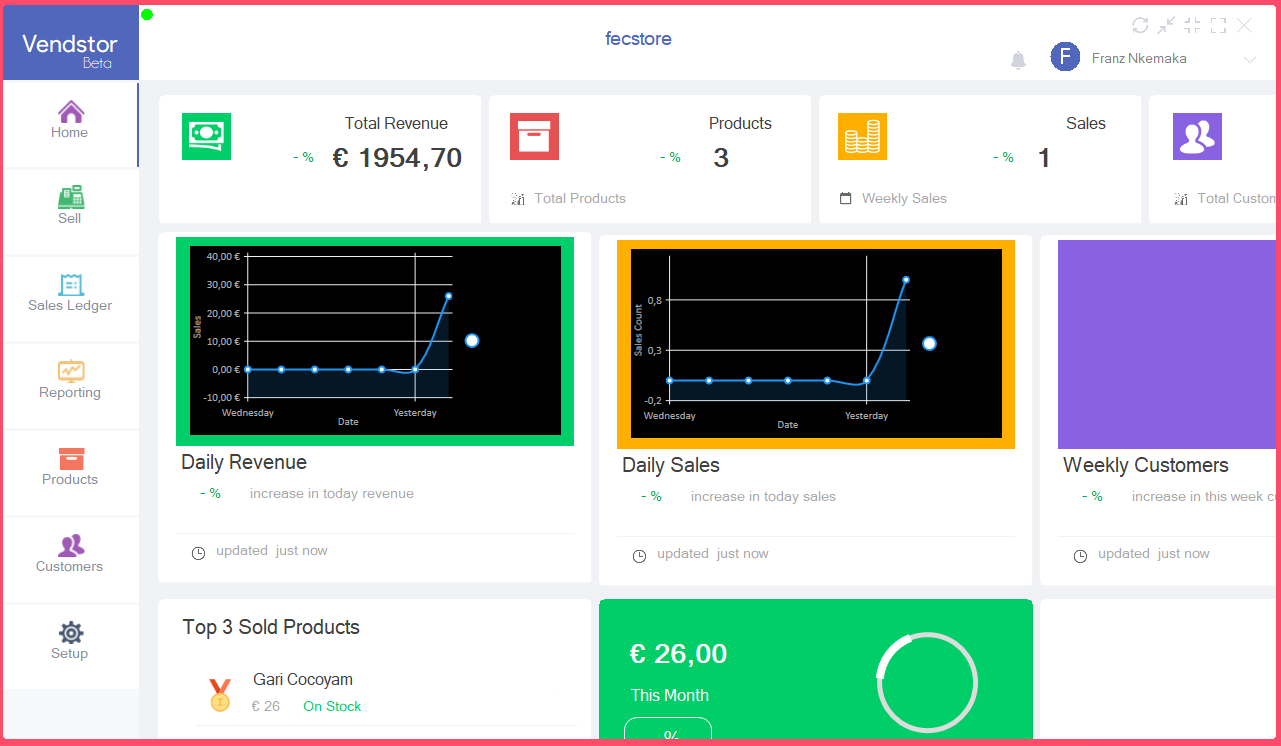 Vendstor
Beta
fecstore
F
Franz Nkemaka
Home
Sell
Sales Ledger
Reporting
Products
Customers
Setup
Total Revenue
- %
€ 1954,70
Products
- %
3
Total Products
Sales
- %
1
Weekly Sales
Total Custom
40,00 €
30,00 €
20,00 €
10,00 €
0,00 €
-10,00 €
Sales
Wednesday
Yesterday
Date
Daily Revenue
- %
increase in today revenue
updated just now
0,8
0,3
-0,2
Sales Count
Wednesday
Yesterday
Date
Daily Sales
- %
increase in today sales
updated just now
Weekly Customers
- %
increase in this week cu
updated just now
Top 3 Sold Products
1
Gari Cocoyam
€ 26
On Stock
€ 26,00
This Month
%